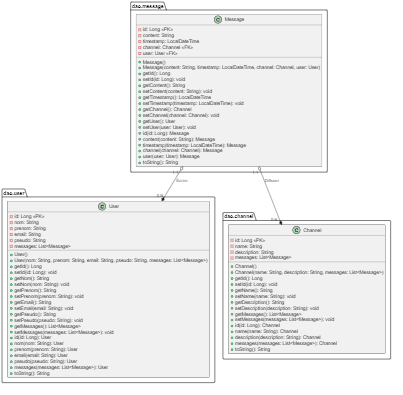 dao.message
C Message
id: Long «PK»
content: String
timestamp: LocalDateTime
channel: Channel «FK»
user: User «FK»
Message()
Message(content: String, timestamp: LocalDateTime, channel: Channel, user: User)
getId(): Long
setId(id: Long): void
getContent(): String
setContent(content: String): void
getTimestamp(): LocalDateTime
setTimestamp(timestamp: LocalDateTime): void
getChannel(): Channel
setChannel(channel: Channel): void
getUser(): User
setUser(user: User): void
id(id: Long): Message
content(content: String): Message
timestamp(timestamp: LocalDateTime): Message
channel(channel: Channel): Message
user(user: User): Message
toString(): String
dao.user
C User
id: Long «PK»
nom: String
prenom: String
email: String
pseudo: String
messages: List<Message>
User()
User(nom: String, prenom: String, email: String, pseudo: String, messages: List<Message>)
getId(): Long
setId(id: Long): void
getNom(): String
setNom(nom: String): void
getPrenom(): String
setPrenom(prenom: String): void
getEmail(): String
setEmail(email: String): void
getPseudo(): String
setPseudo(pseudo: String): void
getMessages(): List<Message>
setMessages(messages: List<Message>): void
id(id: Long): User
nom(nom: String): User
prenom(prenom: String): User
email(email: String): User
pseudo(pseudo: String): User
messages(messages: List<Message>): User
toString(): String
dao.channel
C Channel
id: Long «PK»
name: String
description: String
messages: List<Message>
Channel()
Channel(name: String, description: String, messages: List<Message>)
getId(): Long
setId(id: Long): void
getName(): String
setName(name: String): void
getDescription(): String
setDescription(description: String): void
getMessages(): List<Message>
setMessages(messages: List<Message>): void
id(id: Long): Channel
name(name: String): Channel
description(description: String): Channel
messages(messages: List<Message>): Channel
toString(): String